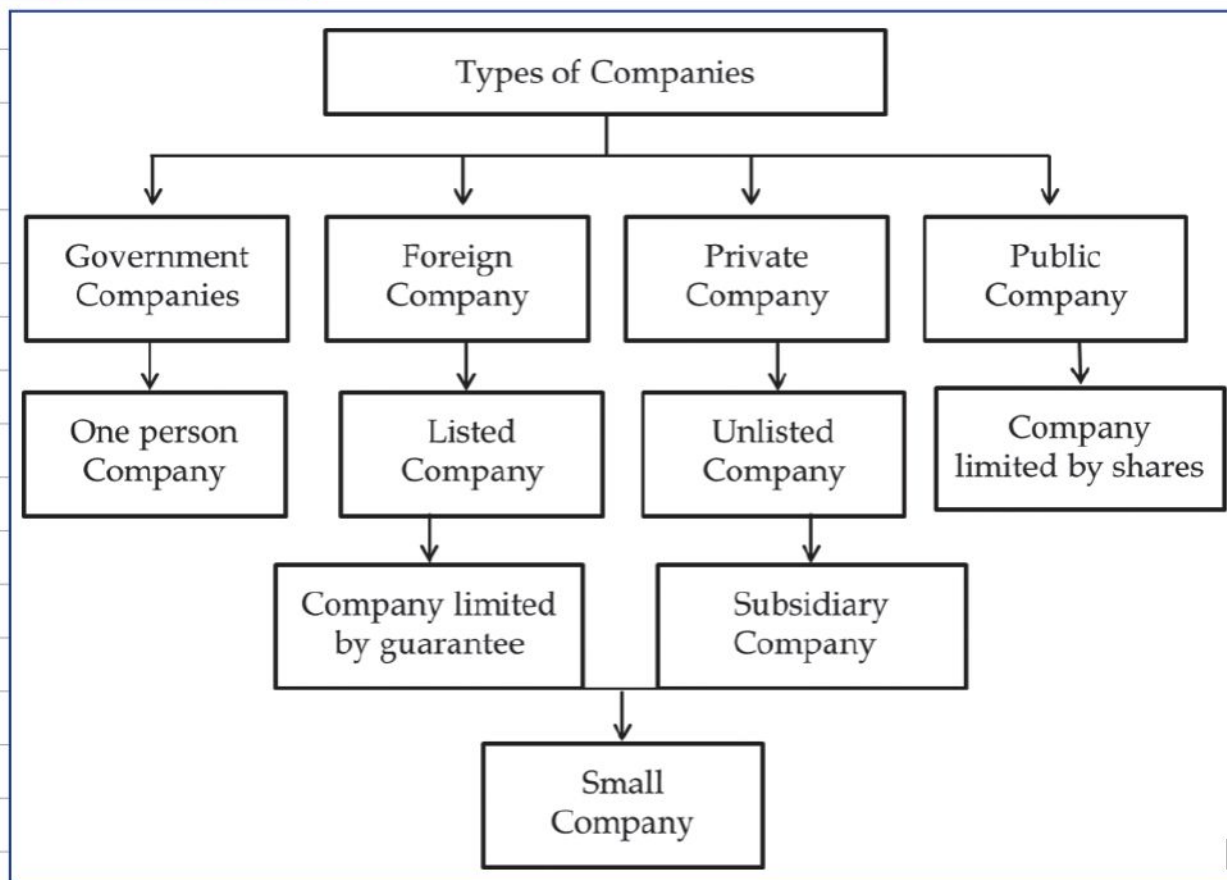 Types of Companies
Government
Companies
Foreign
Company
Private
Company
Public
Company
One person
Company
Listed
Company
Unlisted
Company
Company
limited by shares
Company limited
by guarantee
Subsidiary
Company
Small
Company